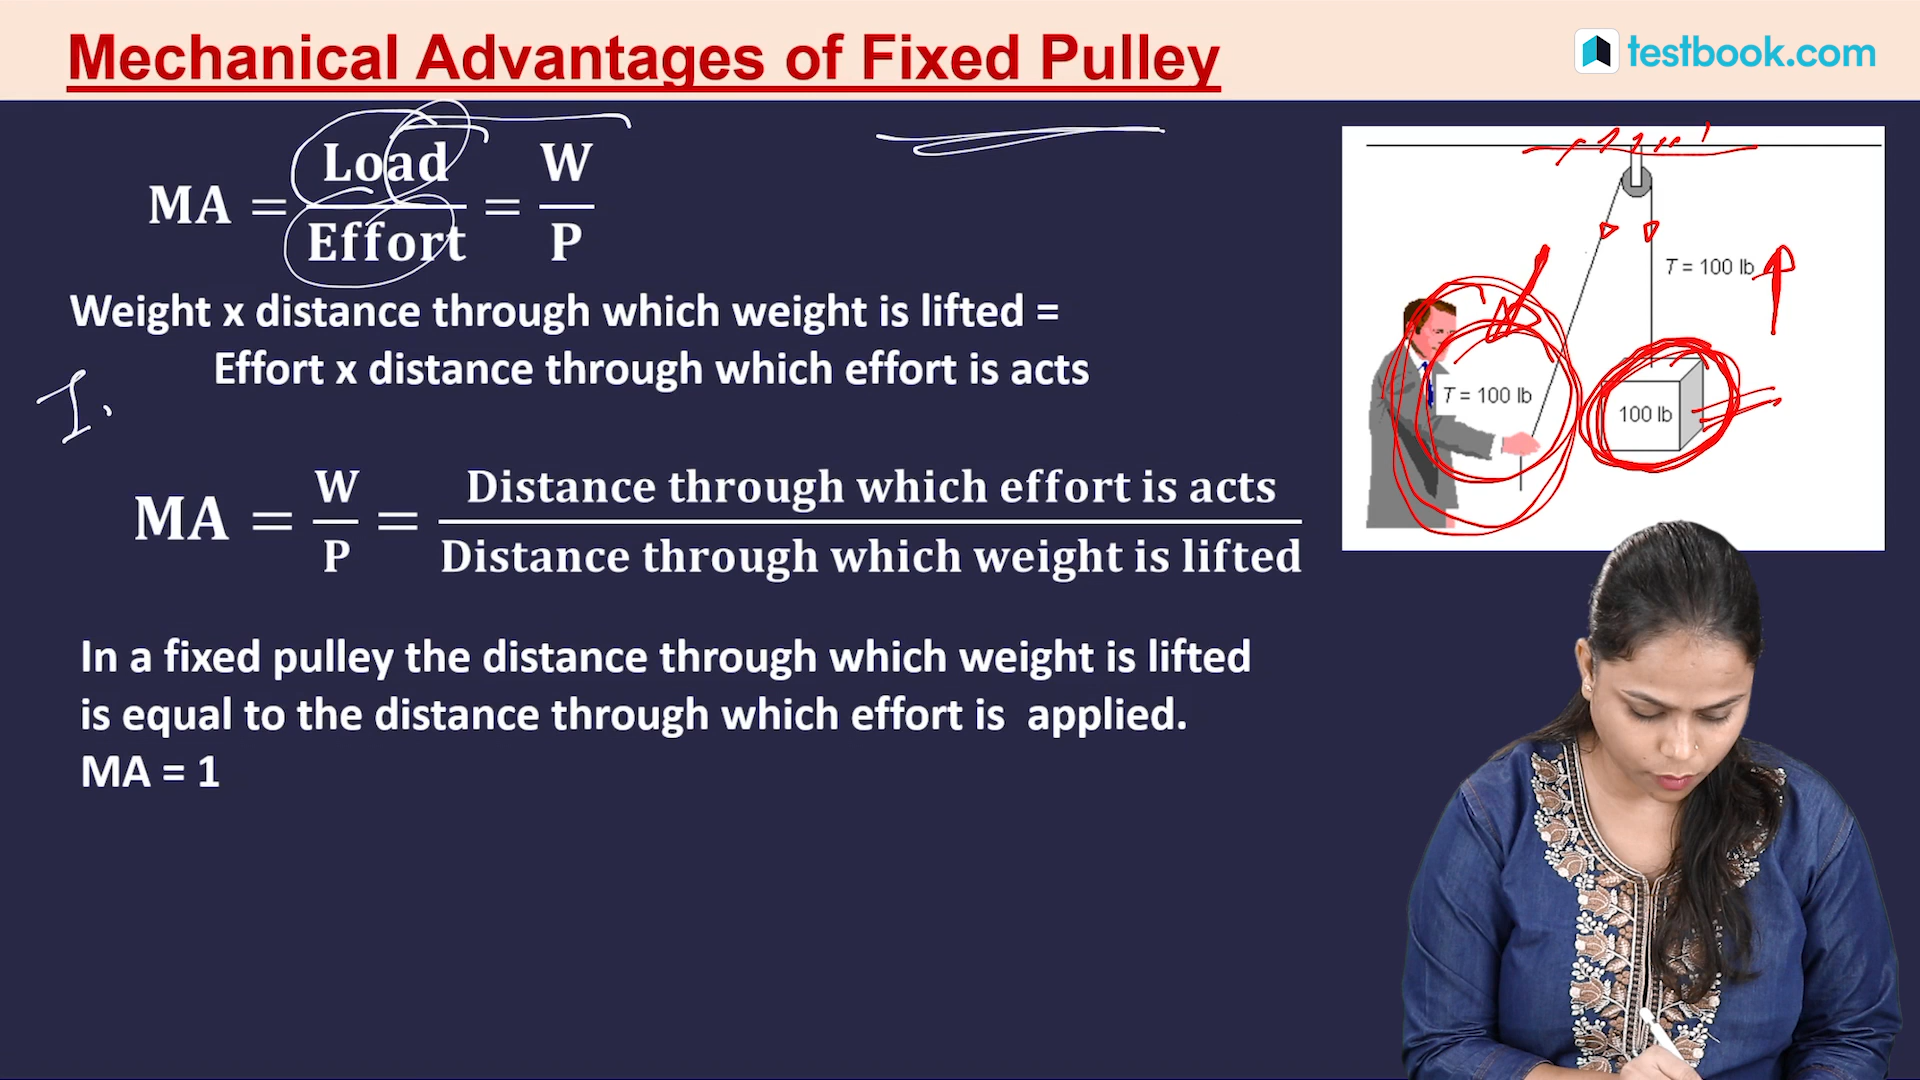 Mechanical Advantages of Fixed Pulley
testbook.com
MA = Load / Effort = W / P
Weight x distance through which weight is lifted =
Effort x distance through which effort is acts
I.
MA = W / P = Distance through which effort is acts / Distance through which weight is lifted
In a fixed pulley the distance through which weight is lifted
is equal to the distance through which effort is applied.
MA = 1
T = 100 lb
T = 100 lb
100 lb